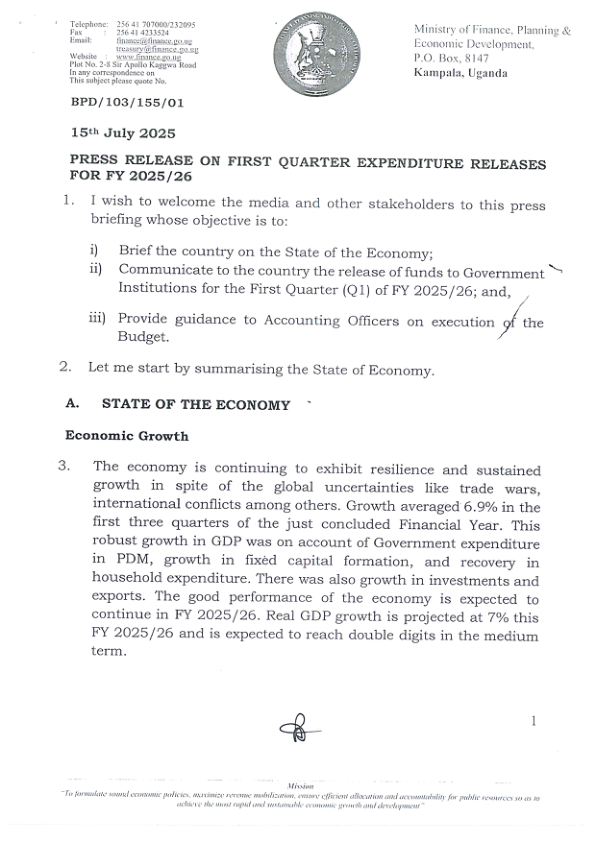 Telephone: 256 41 707000/232095
Fax : 256 41 4233524
Email: finance@finance.go.ug
treasury@finance.go.ug
Website : www.finance.go.ug
Plot No. 2-8 Sir Apollo Kaggwa Road
In any correspondence on
This subject please quote No.
Ministry of Finance, Planning &
Economic Development,
P.O. Box, 8147
Kampala, Uganda
BPD/103/155/01
15th July 2025
PRESS RELEASE ON FIRST QUARTER EXPENDITURE RELEASES
FOR FY 2025/26
1. I wish to welcome the media and other stakeholders to this press
briefing whose objective is to:
i) Brief the country on the State of the Economy;
ii) Communicate to the country the release of funds to Government
Institutions for the First Quarter (Q1) of FY 2025/26; and,
iii) Provide guidance to Accounting Officers on execution of the
Budget.
2. Let me start by summarising the State of Economy.
A. STATE OF THE ECONOMY
Economic Growth
3. The economy is continuing to exhibit resilience and sustained
growth in spite of the global uncertainties like trade wars,
international conflicts among others. Growth averaged 6.9% in the
first three quarters of the just concluded Financial Year. This
robust growth in GDP was on account of Government expenditure
in PDM, growth in fixed capital formation, and recovery in
household expenditure. There was also growth in investments and
exports. The good performance of the economy is expected to
continue in FY 2025/26. Real GDP growth is projected at 7% this
FY 2025/26 and is expected to reach double digits in the medium
term.
1
Mission
"To formulate sound economic policies, maximize revenue mobilization, ensure efficient allocation and accountability for public resources so as to
achieve the most rapid and sustainable economic growth and development"